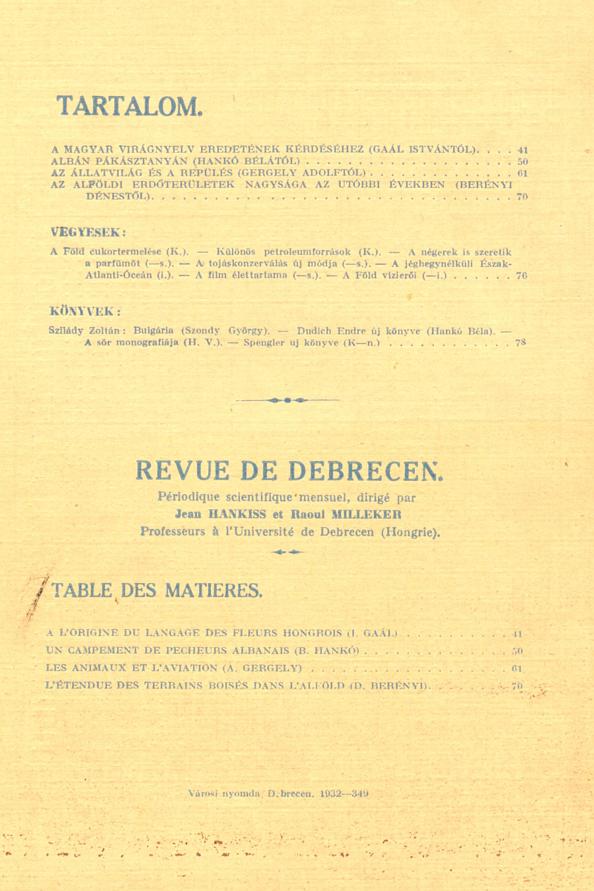 TARTALOM.
A MAGYAR VIRÁGNYELV EREDETÉNEK KÉRDÉSÉHEZ (GAÁL ISTVÁNTÓL). . . . 41
ALBÁN PÁKÁSZTANYÁN (HANKÓ BÉLÁTÓL) . . . . . . . . . . . . . . . 50
AZ ÁLLATVILÁG ÉS A REPÜLÉS (GERGELY ADOLFTÓL) . . . . . . . . . . . 61
AZ ALFÖLDI ERDŐTERÜLETEK NAGYSÁGA AZ UTÓBBI ÉVEKBEN (BERÉNYI
DÉNESTŐL). . . . . . . . . . . . . . . . . . . . . . . . . . . 70
VEGYESEK:
A Föld cukortermelése (K.). — Különös petroleumforrások (K.). — A négerek is szeretik
a parfümöt (—s.). — A tojáskonzerválás új módja (—s.). — A jéghegynélküli Észak-
Atlanti-Óceán (i.). — A film élettartama (—s.). — A Föld vízierői (—i.) . . . . . . 76
KÖNYVEK:
Szilády Zoltán: Bulgária (Szondy György). — Dudich Endre új könyve (Hankó Béla). —
A sör monografiája (H. V.). — Spengler uj könyve (K—n.) . . . . . . . . . . . . 78
REVUE DE DEBRECEN.
Périodique scientifique mensuel, dirigé par
Jean HANKISS et Raoul MILLEKER
Professeurs à l'Université de Debrecen (Hongrie).
TABLE DES MATIERES.
A L'ORIGINE DU LANGAGE DES FLEURS HONGROIS (I. GAÁL) . . . . . . . . . . 41
UN CAMPEMENT DE PECHEURS ALBANAIS (B. HANKÓ) . . . . . . . . . . . . . 50
LES ANIMAUX ET L'AVIATION (A. GERGELY) . . . . . . . . . . . . . . . . . 61
L'ÉTENDUE DES TERRAINS BOISÉS DANS L'ALFÖLD (D. BERÉNYI). . . . . . . . 70
Városi nyomda, D.brecen. 1932—349